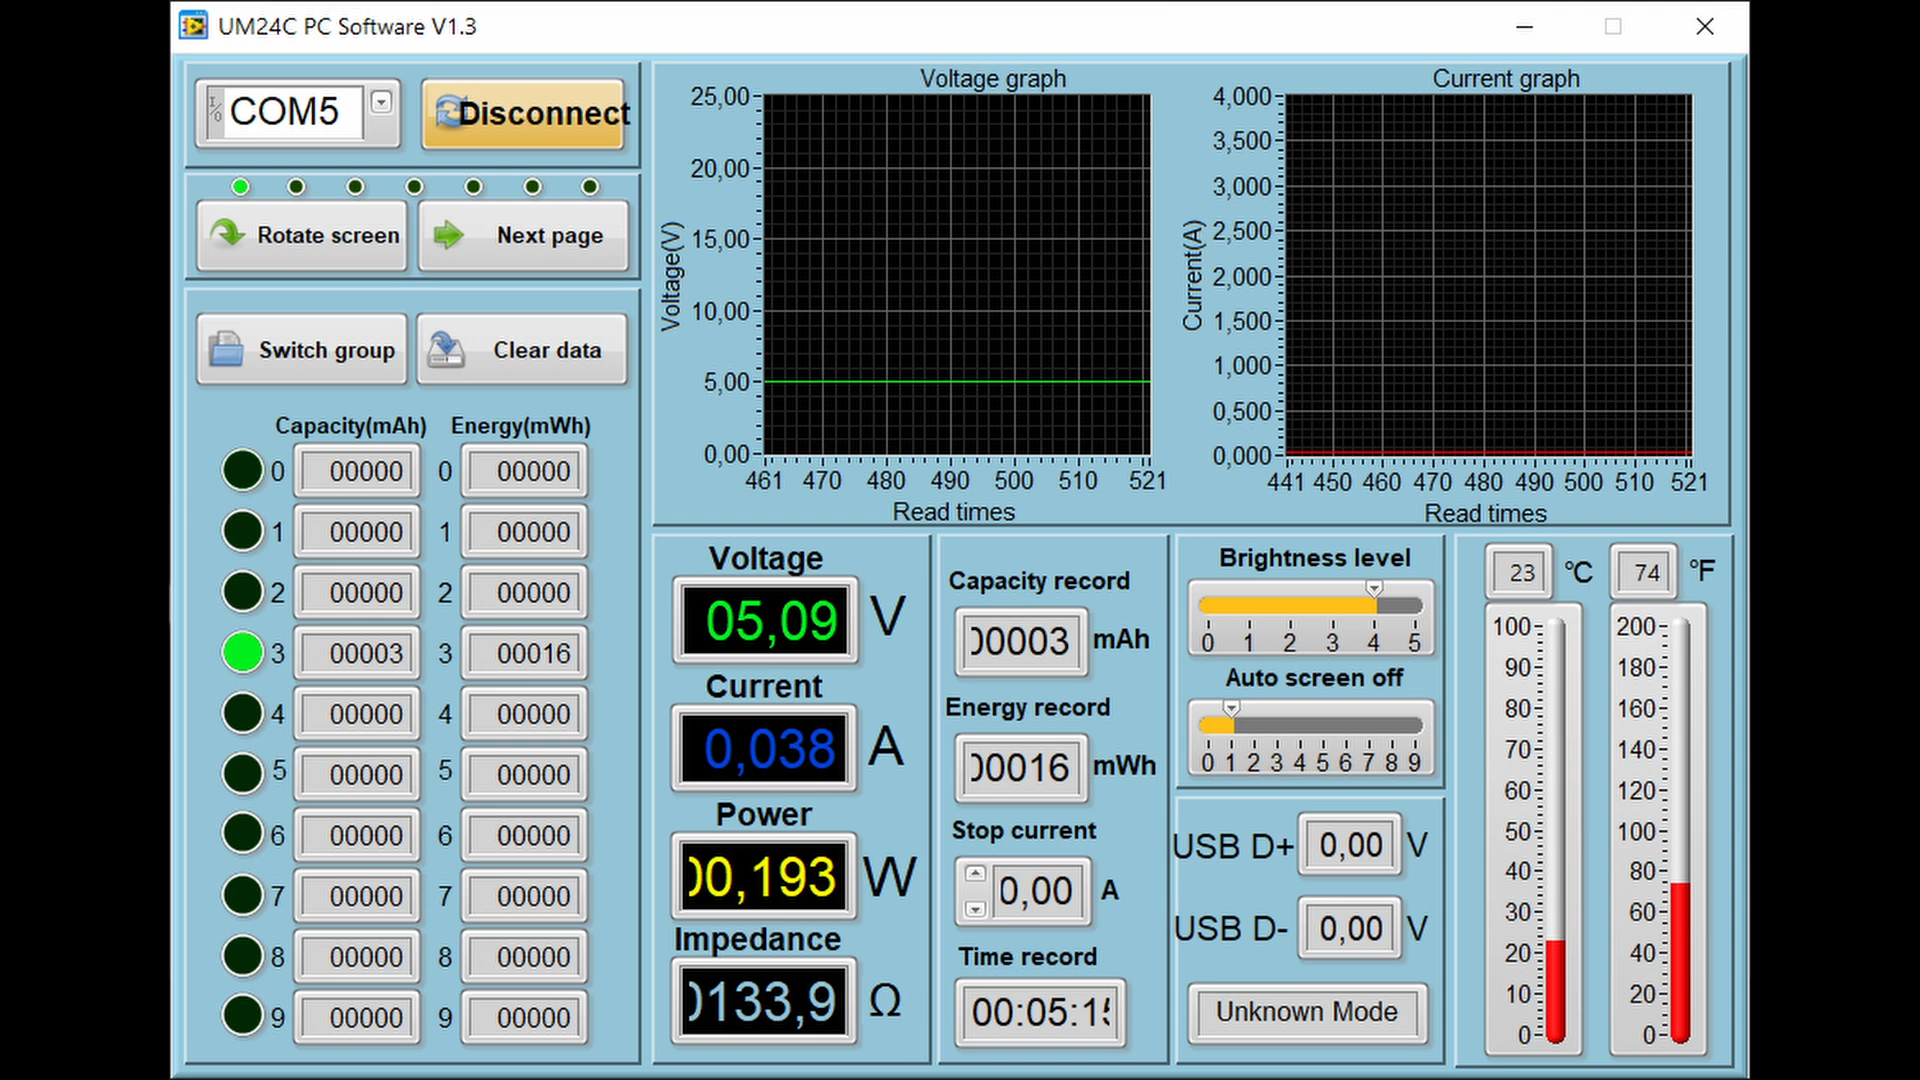 UM24C PC Software V1.3
COM5
Disconnect
Rotate screen
Next page
Switch group
Clear data
Capacity(mAh) Energy(mWh)
0 00000 0 00000
1 00000 1 00000
2 00000 2 00000
3 00003 3 00016
4 00000 4 00000
5 00000 5 00000
6 00000 6 00000
7 00000 7 00000
8 00000 8 00000
9 00000 9 00000
Voltage graph
Voltage(V)
25,00
20,00
15,00
10,00
5,00
0,00
461 470 480 490 500 510 521
Read times
Current graph
Current(A)
4,000
3,500
3,000
2,500
2,000
1,500
1,000
0,500
0,000
441 450 460 470 480 490 500 510 521
Read times
Voltage
05,09 V
Current
0,038 A
Power
00,193 W
Impedance
0133,9 Ω
Capacity record
00003 mAh
Energy record
00016 mWh
Stop current
0,00 A
Time record
00:05:15
Brightness level
0 1 2 3 4 5
Auto screen off
0 1 2 3 4 5 6 7 8 9
USB D+ 0,00 V
USB D- 0,00 V
Unknown Mode
23 °C
100
90
80
70
60
50
40
30
20
10
0
74 °F
200
180
160
140
120
100
80
60
40
20
0